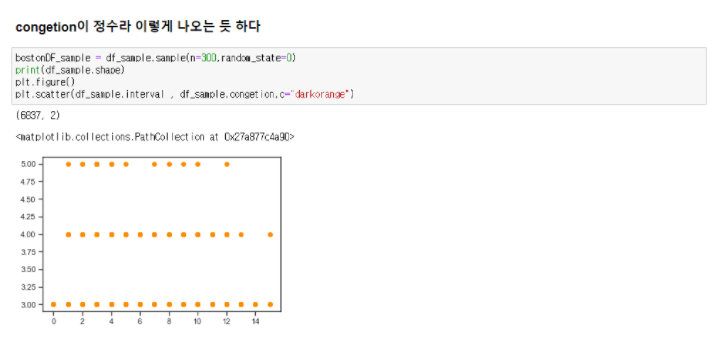 congetion이 정수라 이렇게 나오는 듯 하다
bostonDF_sample = df_sample.sample(n=300,random_state=0)
print(df_sample.shape)
plt.figure()
plt.scatter(df_sample.interval , df_sample.congetion,c="darkorange")
(6837, 2)
<matplotlib.collections.PathCollection at 0x27a877c4a90>
5.00
4.75
4.50
4.25
4.00
3.75
3.50
3.25
3.00
0 2 4 6 8 10 12 14